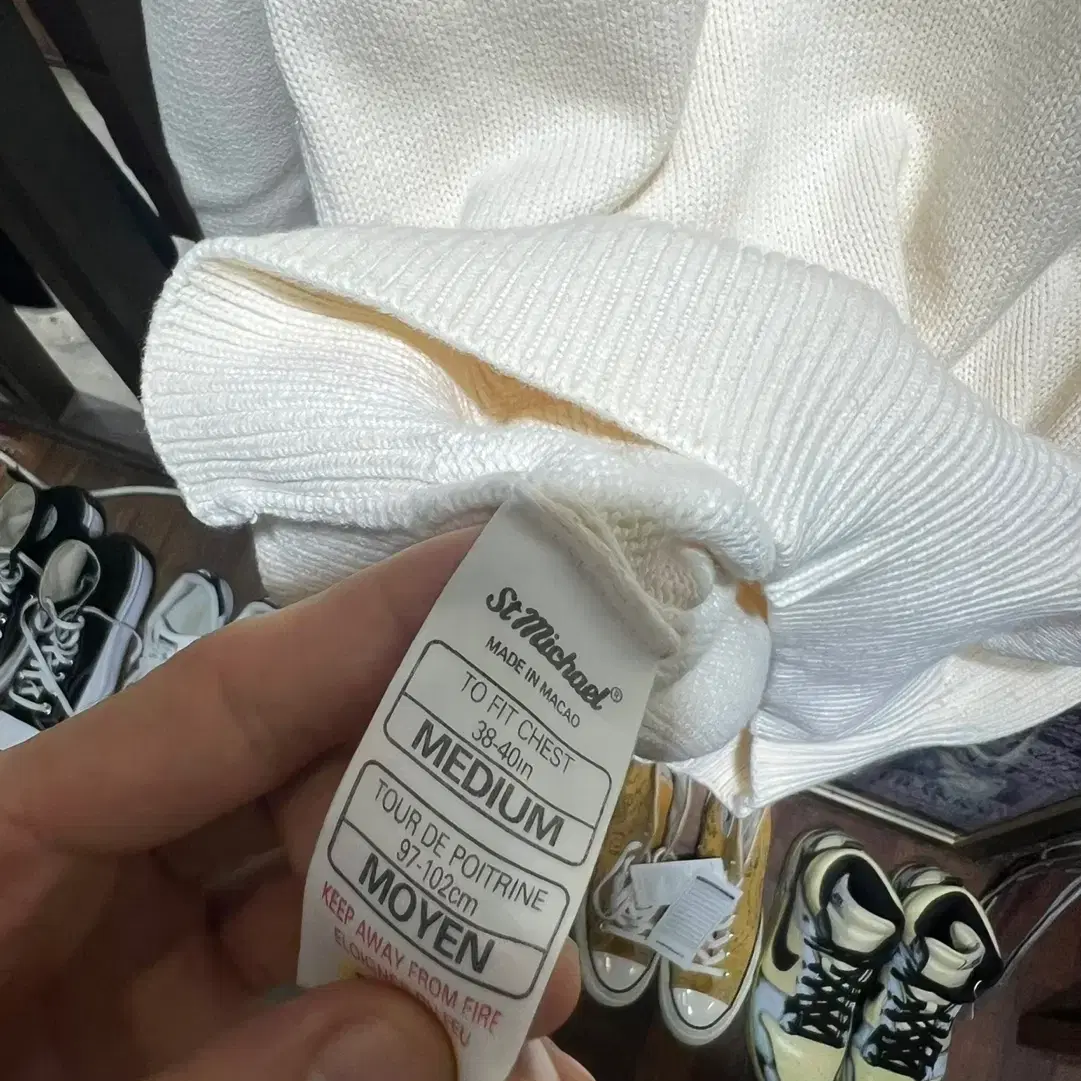 St Michael®
MADE IN MACAO
TO FIT CHEST
38-40in
MEDIUM
TOUR DE POITRINE
97-102cm
MOYEN
KEEP AWAY FROM FIRE
FEU